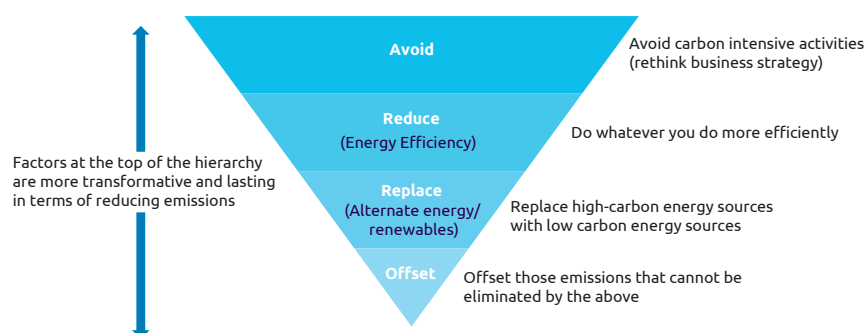 Avoid
Avoid carbon intensive activities
(rethink business strategy)
Reduce
(Energy Efficiency)
Do whatever you do more efficiently
Factors at the top of the hierarchy
are more transformative and lasting
in terms of reducing emissions
Replace
(Alternate energy/
renewables)
Replace high-carbon energy sources
with low carbon energy sources
Offset
Offset those emissions that cannot be
eliminated by the above